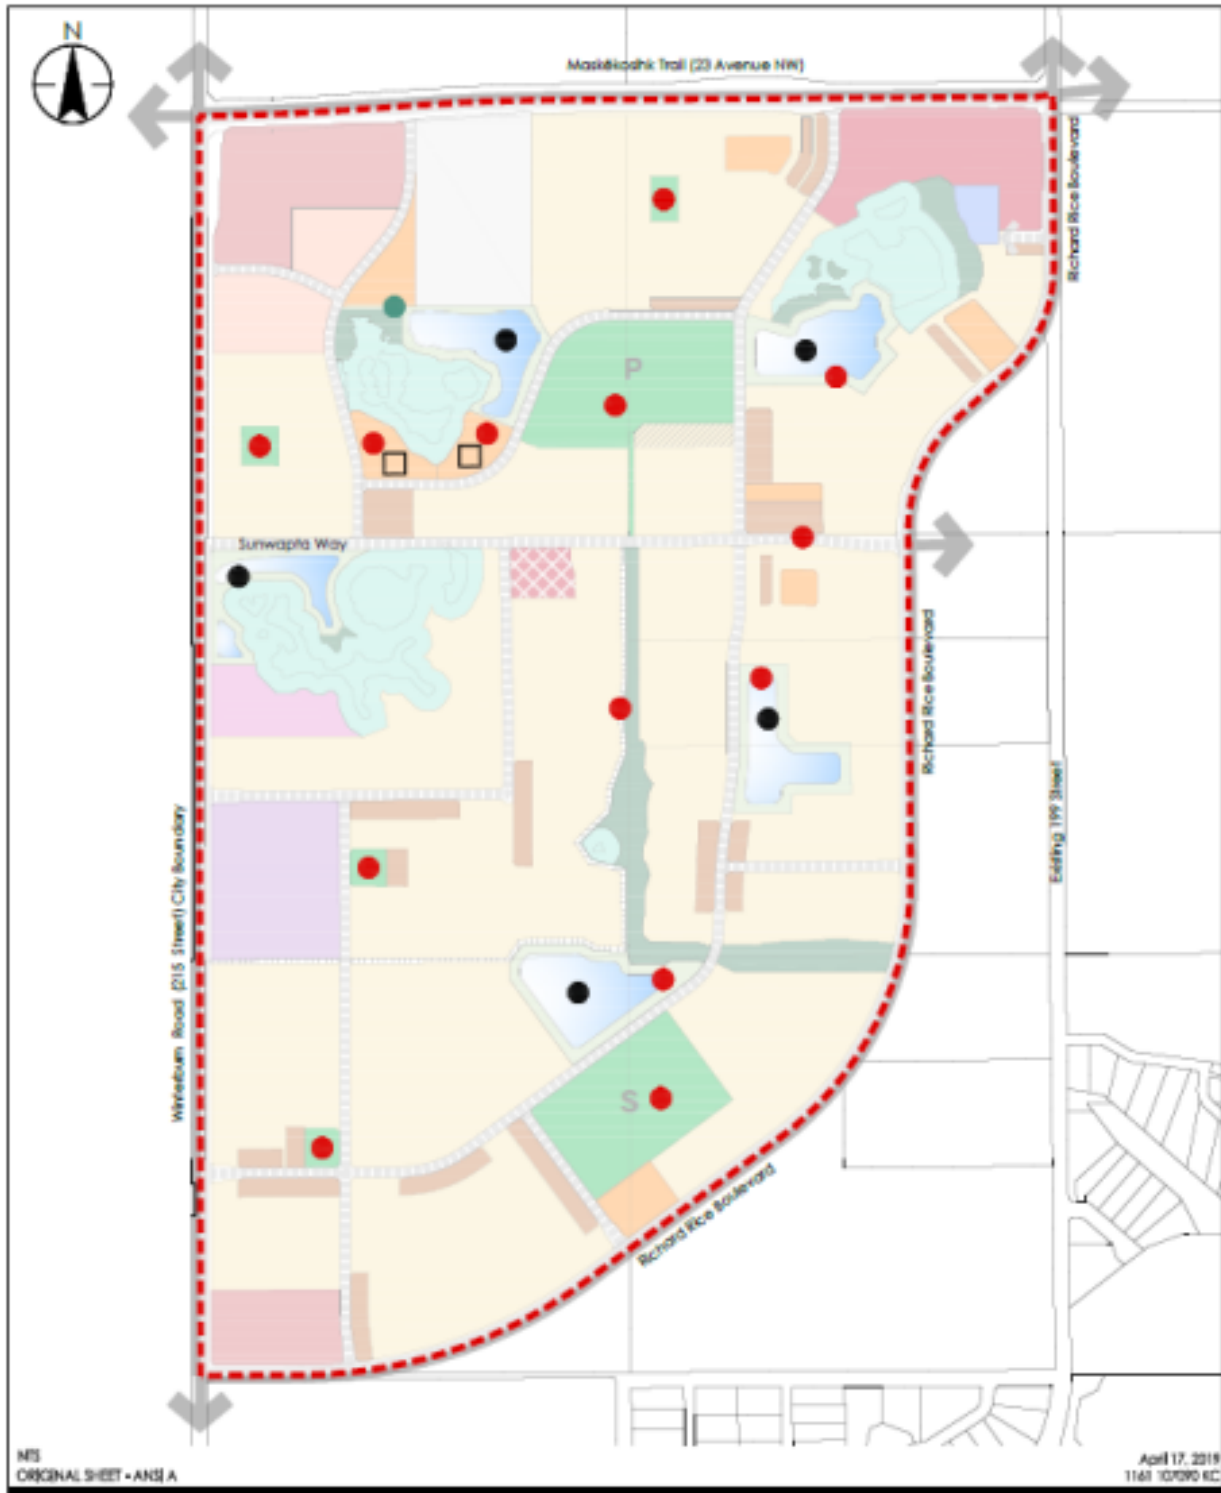 N
Maskêkosihk Trail (23 Avenue NW)
Richard Rice Boulevard
P
Sunwapta Way
Richard Rice Boulevard
Existing 199 Street
Winterburn Road (215 Street) City Boundary
S
Richard Rice Boulevard
NTS
ORIGINAL SHEET - ANSI A
April 17, 2019